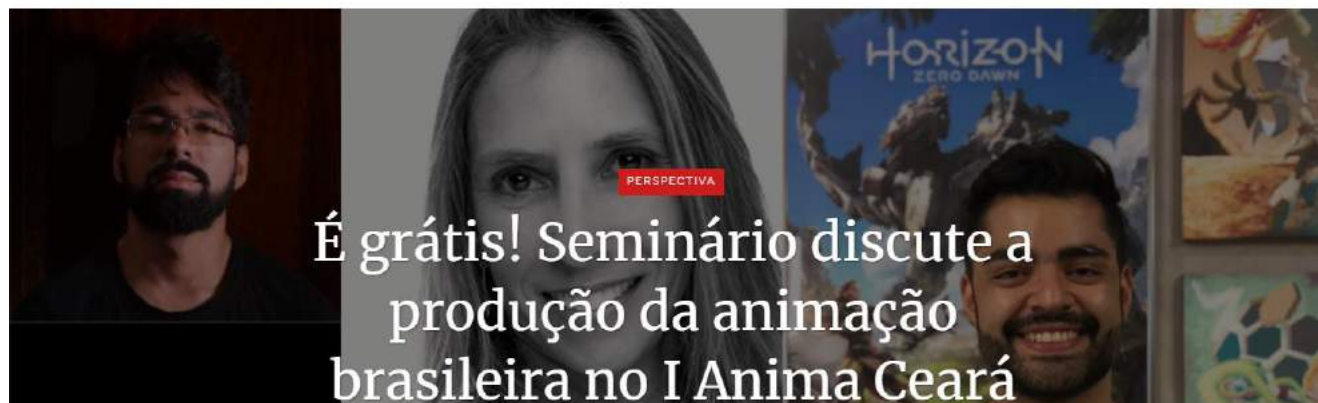 HORIZON
ZERO DAWN
PERSPECTIVA
É grátis! Seminário discute a
produção da animação
brasileira no I Anima Ceará